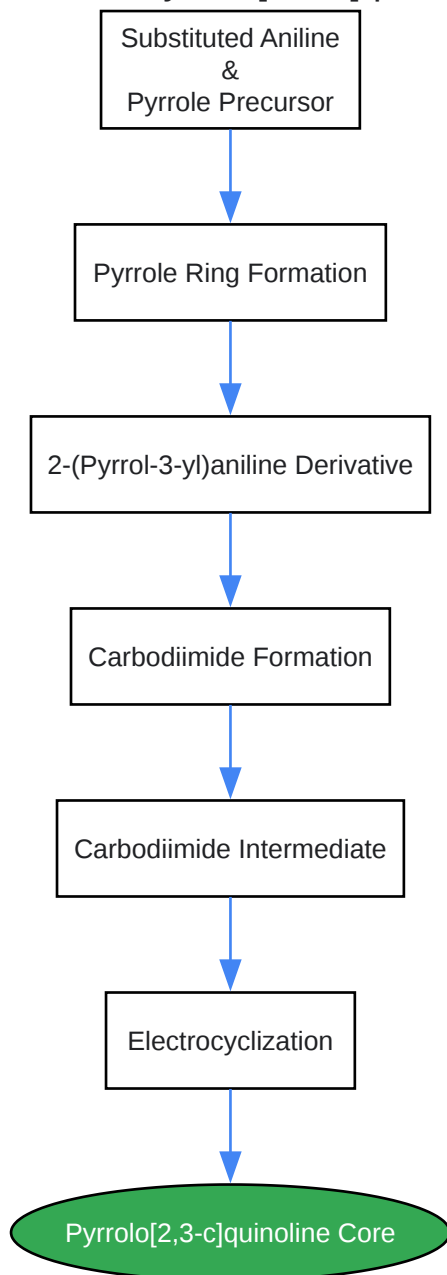 Substituted Aniline
&
Pyrrole Precursor
Pyrrole Ring Formation
2-(Pyrrol-3-yl)aniline Derivative
Carbodiimide Formation
Carbodiimide Intermediate
Electrocyclization
Pyrrolo[2,3-c]quinoline Core